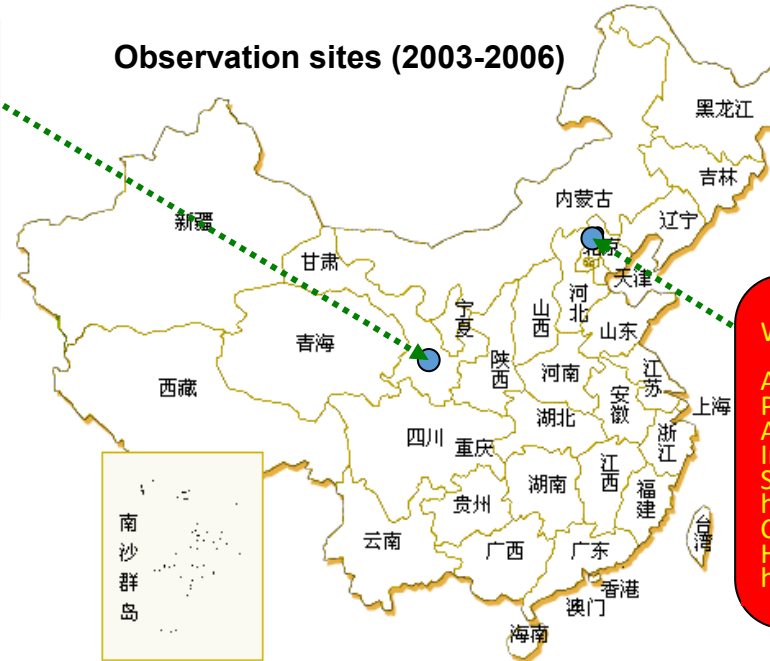 Observation sites (2003-2006)
黑龙江
吉林
内蒙古
辽宁
新疆
北京
甘肃
天津
宁夏
山西
河北
山东
青海
陕西
河南
江苏
西藏
安徽
上海
湖北
四川
重庆
浙江
江西
湖南
福建
贵州
南沙群岛
台湾
云南
广西
广东
香港
澳门
海南